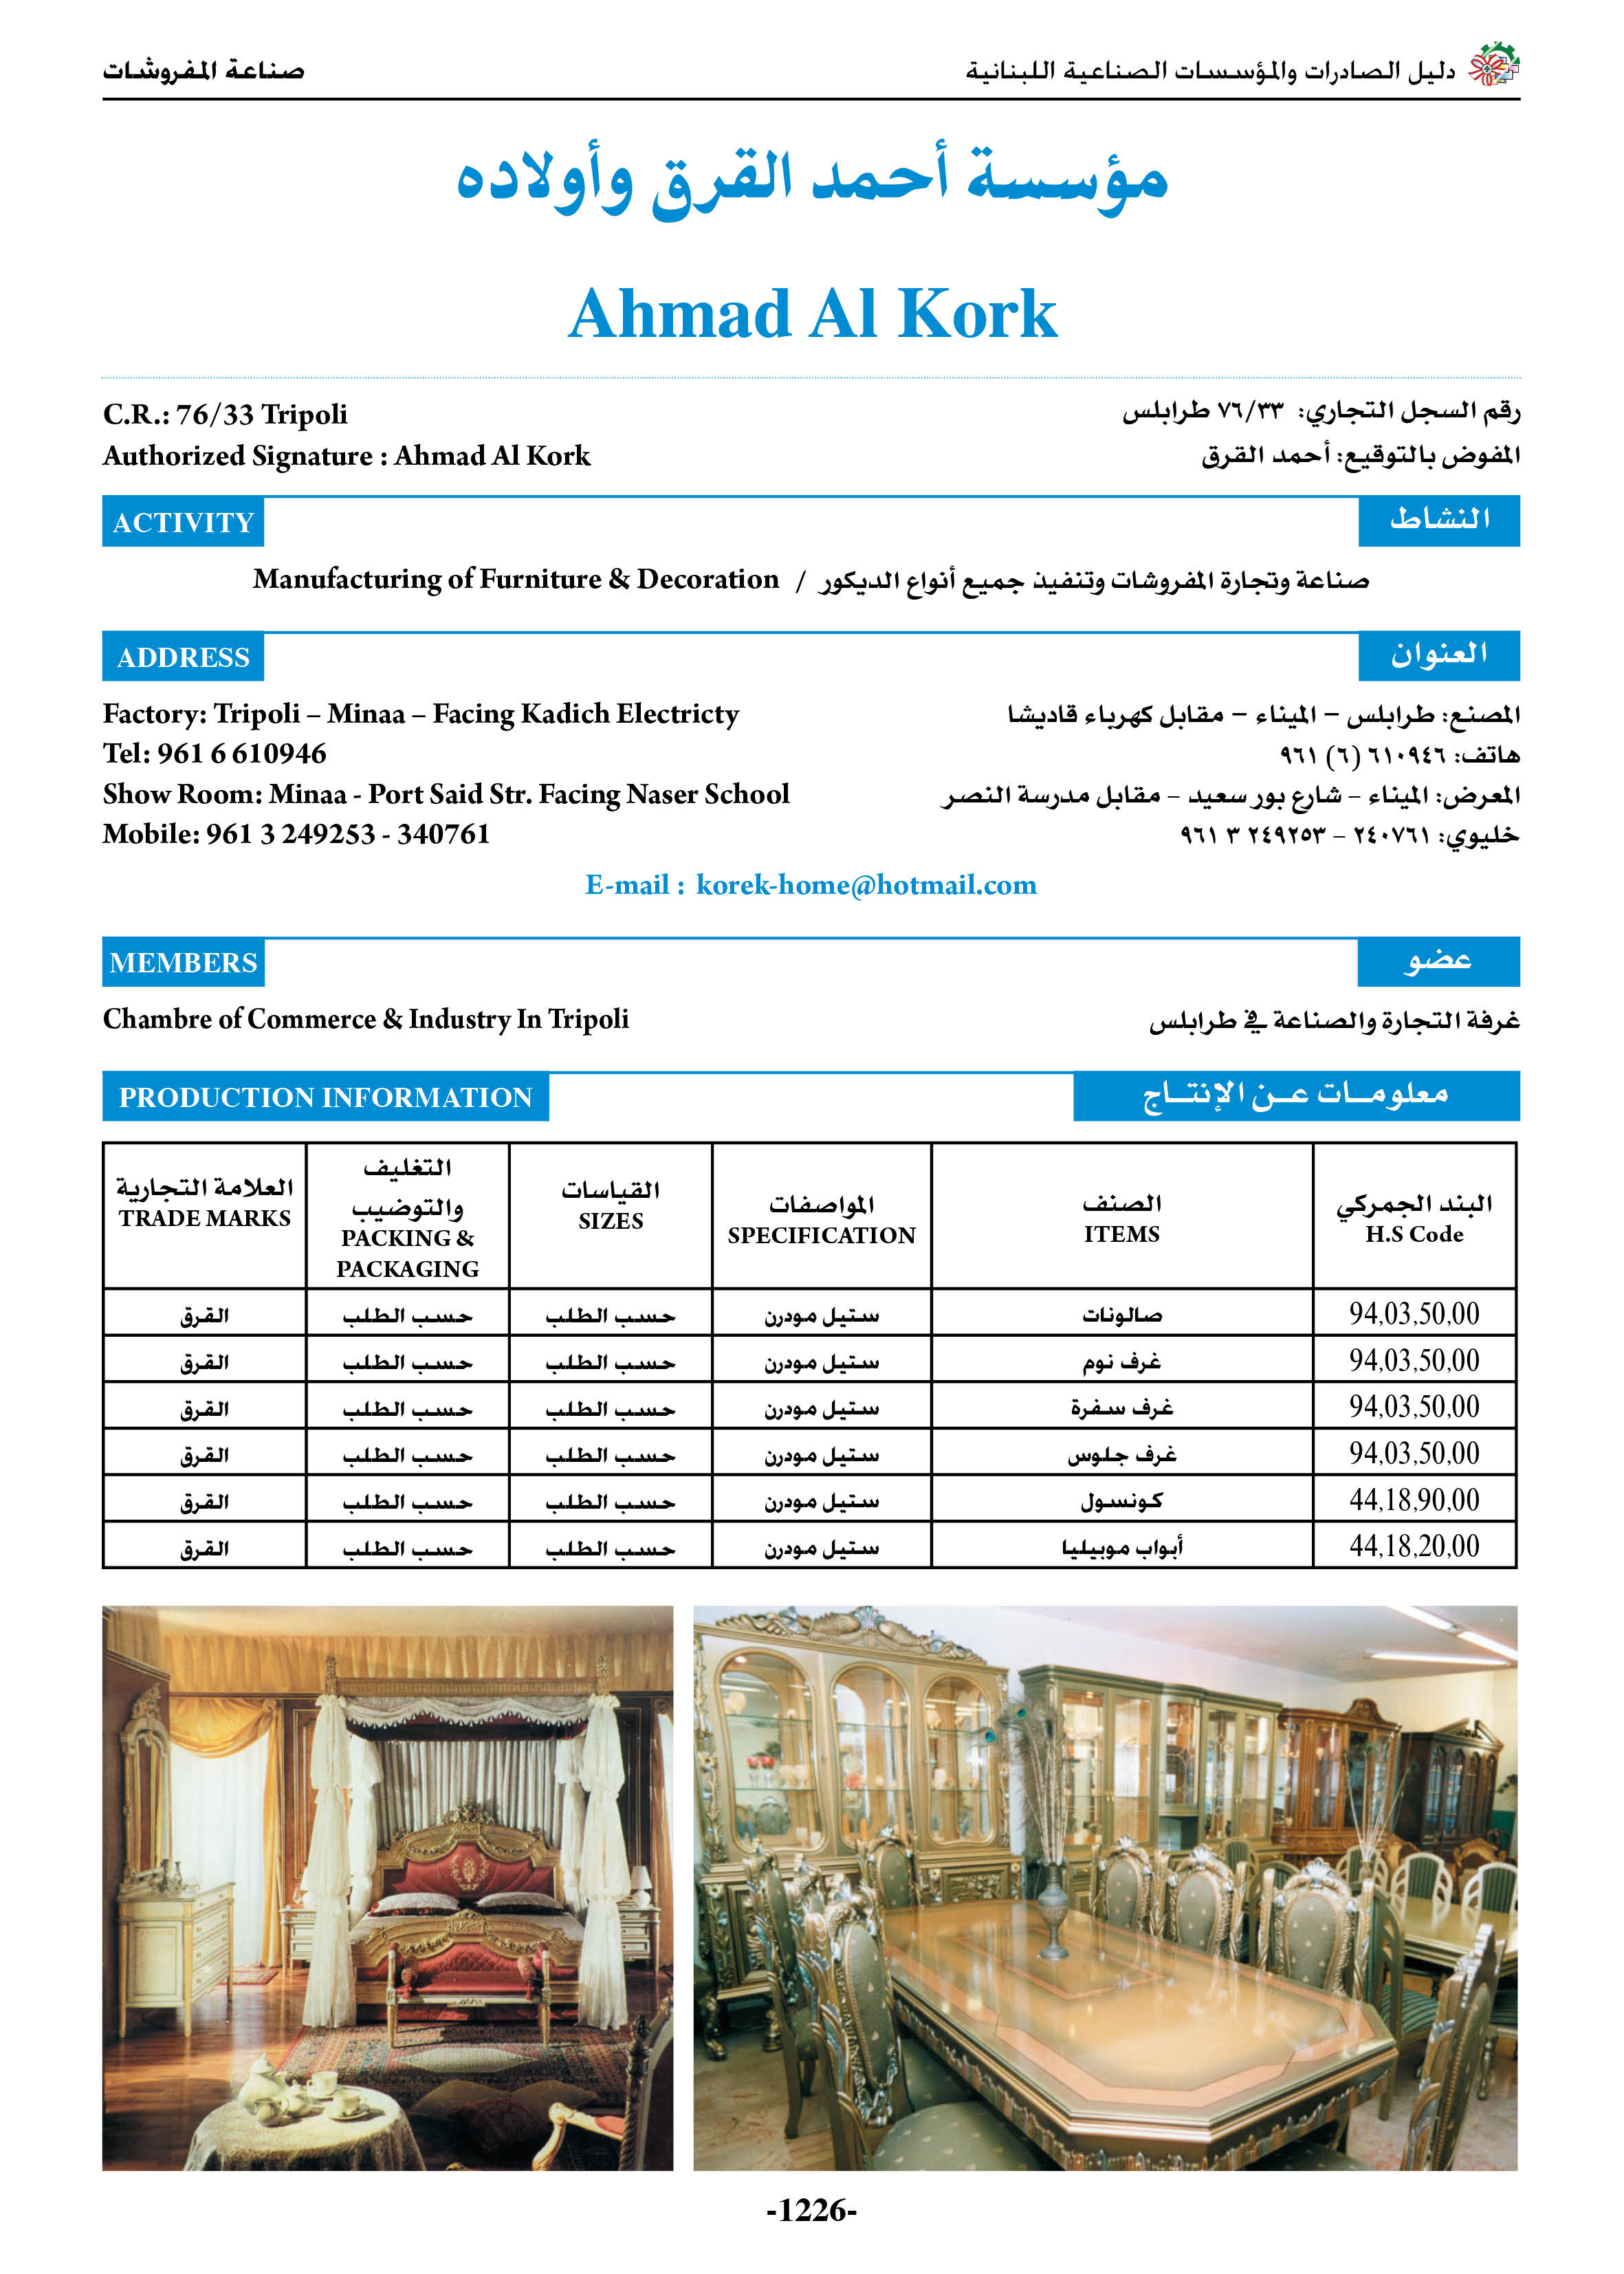 صناعة المفروشات
دليل الصادرات والمؤسسات الصناعية اللبنانية
مؤسسة أحمد القرق وأولاده
Ahmad Al Kork
C.R.: 76/33 Tripoli
رقم السجل التجاري: ٧٦/٣٣ طرابلس
Authorized Signature : Ahmad Al Kork
المفوض بالتوقيع: أحمد القرق
ACTIVITY
النشاط
Manufacturing of Furniture & Decoration / صناعة وتجارة المفروشات وتنفيذ جميع أنواع الديكور
ADDRESS
العنوان
Factory: Tripoli – Minaa – Facing Kadich Electricty
Tel: 961 6 610946
Show Room: Minaa - Port Said Str. Facing Naser School
Mobile: 961 3 249253 - 340761
المصنع: طرابلس – الميناء – مقابل كهرباء قاديشا
هاتف: ٦١٠٩٤٦ (٦) ٩٦١
المعرض: الميناء – شارع بور سعيد – مقابل مدرسة النصر
خليوي: ٢٤٠٧٦١ – ٢٤٩٢٥٣ ٣ ٩٦١
E-mail : korek-home@hotmail.com
MEMBERS
عضو
Chambre of Commerce & Industry In Tripoli
غرفة التجارة والصناعة في طرابلس
PRODUCTION INFORMATION
معلومـات عـن الإنتـاج
البند الجمركي
H.S Code
الصنف
ITEMS
المواصفات
SPECIFICATION
القياسات
SIZES
التغليف
والتوضيب
PACKING &
PACKAGING
العلامة التجارية
TRADE MARKS
94,03,50,00 صالونات ستيل مودرن حسب الطلب حسب الطلب القرق
94,03,50,00 غرف نوم ستيل مودرن حسب الطلب حسب الطلب القرق
94,03,50,00 غرف سفرة ستيل مودرن حسب الطلب حسب الطلب القرق
94,03,50,00 غرف جلوس ستيل مودرن حسب الطلب حسب الطلب القرق
44,18,90,00 كونسول ستيل مودرن حسب الطلب حسب الطلب القرق
44,18,20,00 أبواب موبيليا ستيل مودرن حسب الطلب حسب الطلب القرق
-1226-